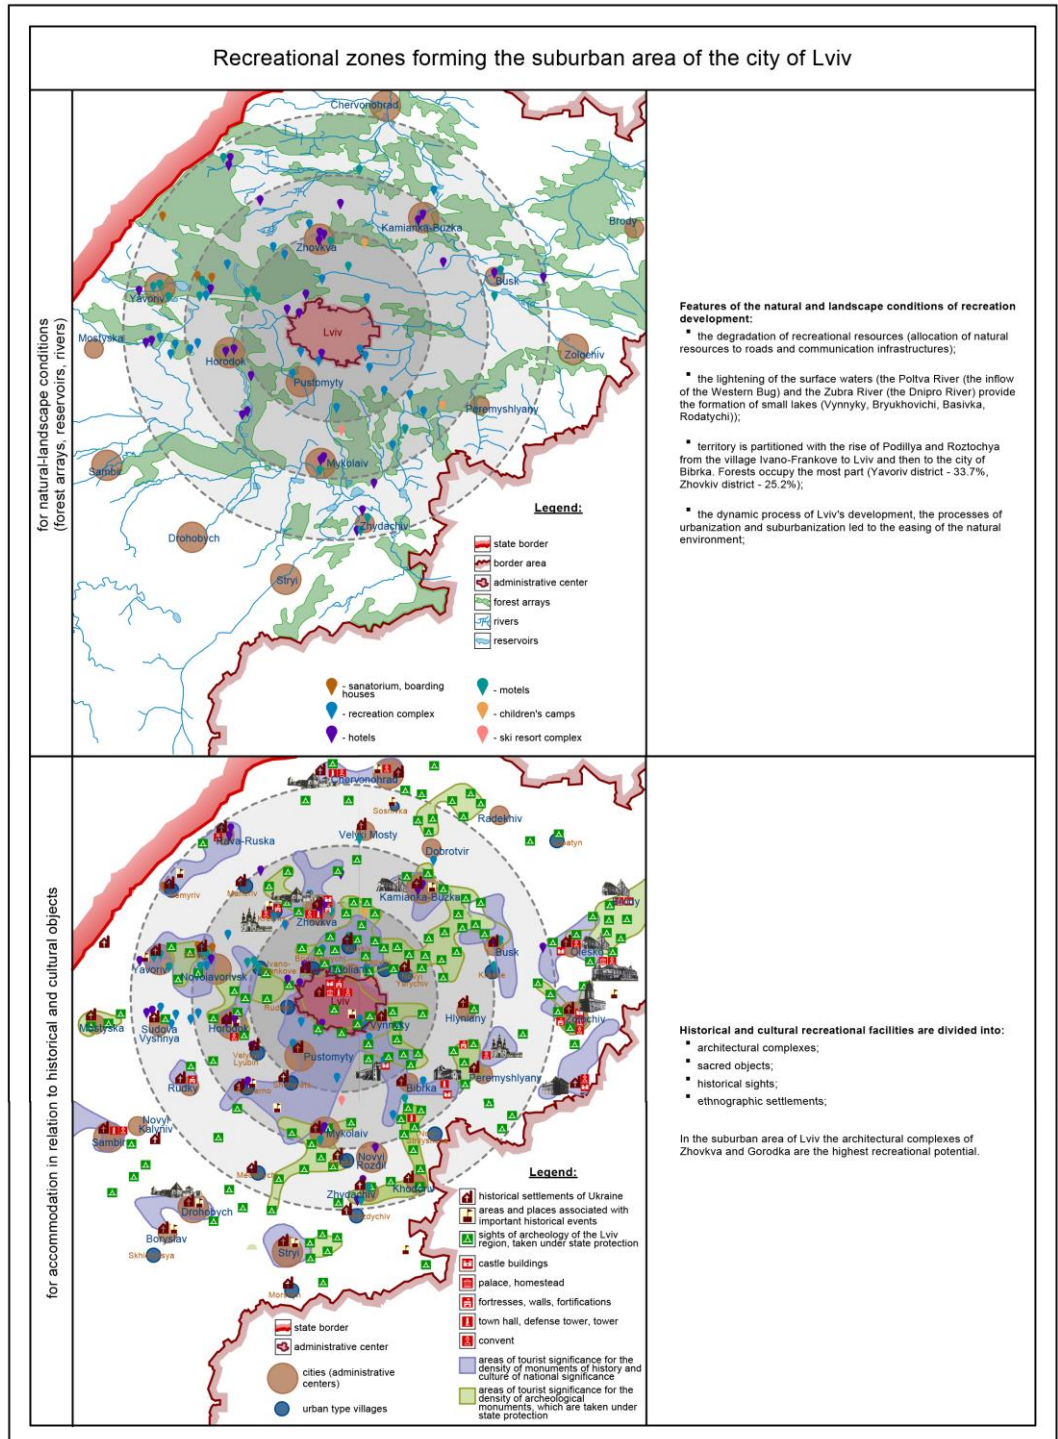 Recreational zones forming the suburban area of the city of Lviv
for natural-landscape conditions
(forest arrays, reservoirs, rivers)
Chervonohrad
Brody
Kamianka-Buzka
Zhovkva
Busk
Yavoriv
Mostyska
Lviv
Horodok
Zolochiv
Pustomyty
Peremyshlyany
Sambir
Mykolaiv
Zhydachiv
Drohobych
Stryi
Legend:
state border
border area
administrative center
forest arrays
rivers
reservoirs
- sanatorium, boarding
houses
- recreation complex
- hotels
- motels
- children's camps
- ski resort complex
Features of the natural and landscape conditions of recreation
development:
▪ the degradation of recreational resources (allocation of natural
resources to roads and communication infrastructures);
▪ the lightening of the surface waters (the Poltva River (the inflow
of the Western Bug) and the Zubra River (the Dnipro River) provide
the formation of small lakes (Vynnyky, Bryukhovichi, Basivka,
Rodatychi));
▪ territory is partitioned with the rise of Podillya and Roztochya
from the village Ivano-Frankove to Lviv and then to the city of
Bibrka. Forests occupy the most part (Yavoriv district - 33.7%,
Zhovkiv district - 25.2%);
▪ the dynamic process of Lviv's development, the processes of
urbanization and suburbanization led to the easing of the natural
environment;
for accommodation in relation to historical and cultural objects
Chervonohrad
Radekhiv
Velyki Mosty
Rava-Ruska
Dobrotvir
Kamianka-Buzka
Zhovkva
Busk
Olesko
Yavoriv
Novoiavorivsk
Lviv
Hlyniany
Vynnyky
Zolochiv
Mostyska
Sudova
Vyshnya
Horodok
Pustomyty
Rudky
Bibrka
Peremyshlyany
Novyi
Kalyniv
Sambir
Mykolaiv
Novyi
Rozdil
Zhydachiv
Khodoriv
Drohobych
Boryslav
Stryi
Legend:
historical settlements of Ukraine
areas and places associated with
important historical events
sights of archeology of the Lviv
region, taken under state protection
castle buildings
palace, homestead
fortresses, walls, fortifications
town hall, defense tower, tower
convent
areas of tourist significance for the
density of monuments of history and
culture of national significance
areas of tourist significance for the
density of archeological
monuments, which are taken under
state protection
state border
administrative center
cities (administrative
centers)
urban type villages
Historical and cultural recreational facilities are divided into:
▪ architectural complexes;
▪ sacred objects;
▪ historical sights;
▪ ethnographic settlements;
In the suburban area of Lviv the architectural complexes of
Zhovkva and Gorodka are the highest recreational potential.